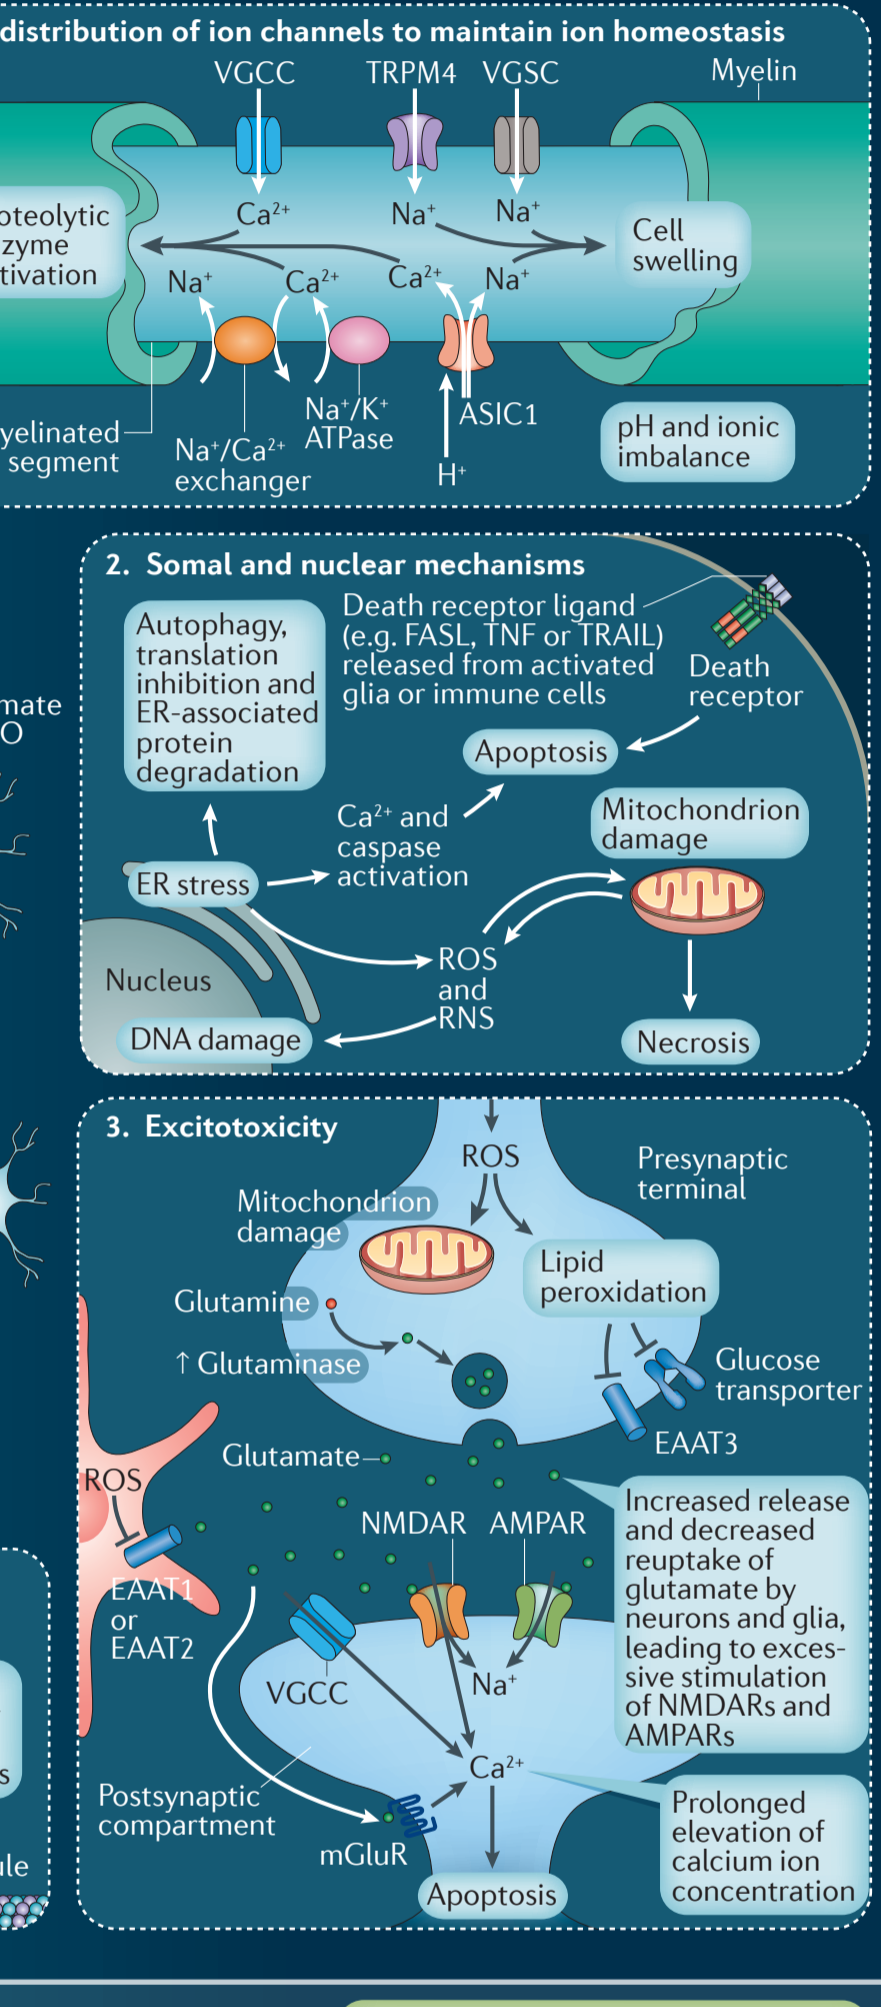 distribution of ion channels to maintain ion homeostasis
VGCC
TRPM4
VGSC
Myelin
Ca²⁺
Na⁺
Na⁺
oteolytic
zyme
tivation
Cell
swelling
Na⁺
Ca²⁺
Ca²⁺
Na⁺
yelinated
segment
Na⁺/Ca²⁺
exchanger
Na⁺/K⁺
ATPase
ASIC1
H⁺
pH and ionic
imbalance
2. Somal and nuclear mechanisms
Autophagy,
translation
inhibition and
ER-associated
protein
degradation
Death receptor ligand
(e.g. FASL, TNF or TRAIL)
released from activated
glia or immune cells
Death
receptor
mate
O
Apoptosis
Ca²⁺ and
caspase
activation
Mitochondrion
damage
ER stress
ROS
and
RNS
Nucleus
DNA damage
Necrosis
3. Excitotoxicity
ROS
Presynaptic
terminal
Mitochondrion
damage
Lipid
peroxidation
Glutamine
↑ Glutaminase
Glucose
transporter
EAAT3
Glutamate
ROS
NMDAR
AMPAR
Increased release
and decreased
reuptake of
glutamate by
neurons and glia,
leading to exces-
sive stimulation
of NMDARs and
AMPARs
EAAT1
or
EAAT2
VGCC
Na⁺
Ca²⁺
Postsynaptic
compartment
mGluR
Prolonged
elevation of
calcium ion
concentration
Apoptosis
s
ule